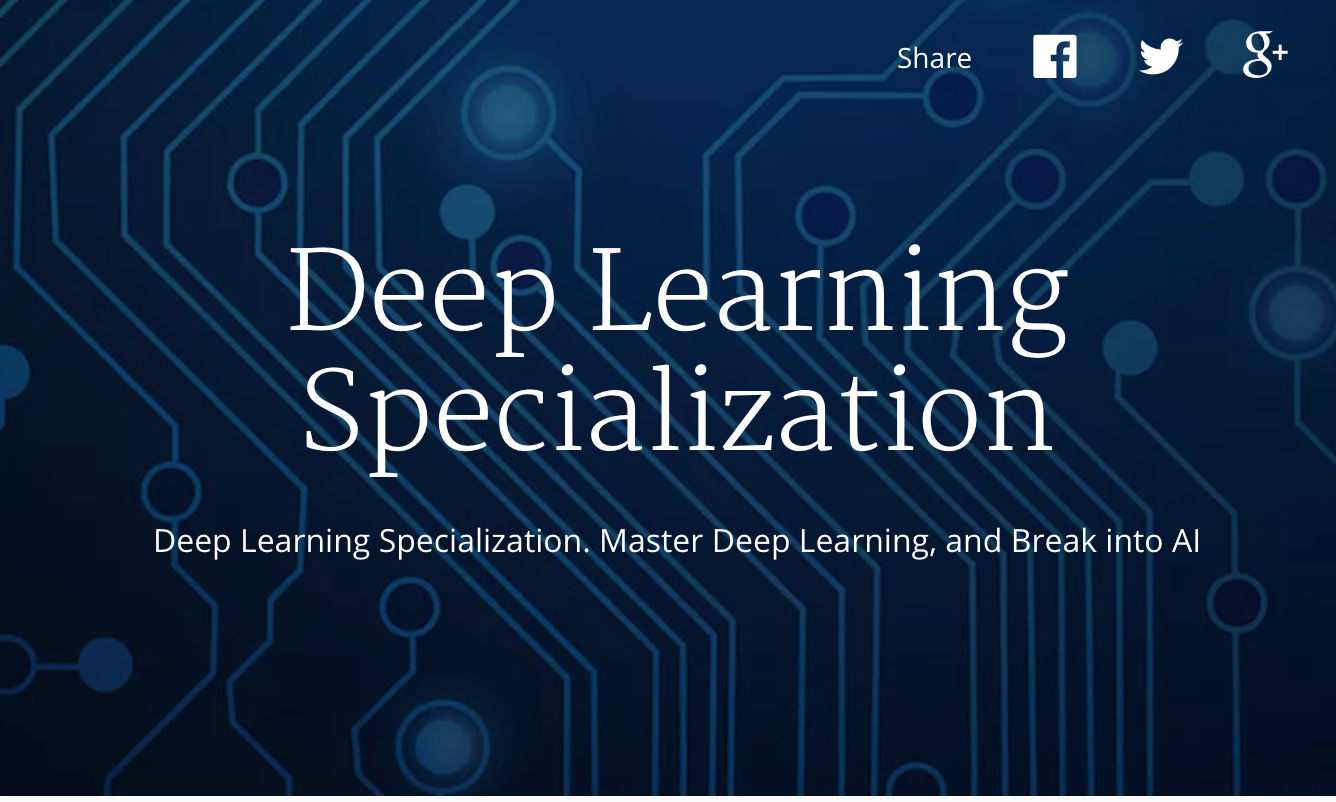 Share g+
Deep Learning
Specialization
Deep Learning Specialization. Master Deep Learning, and Break into AI